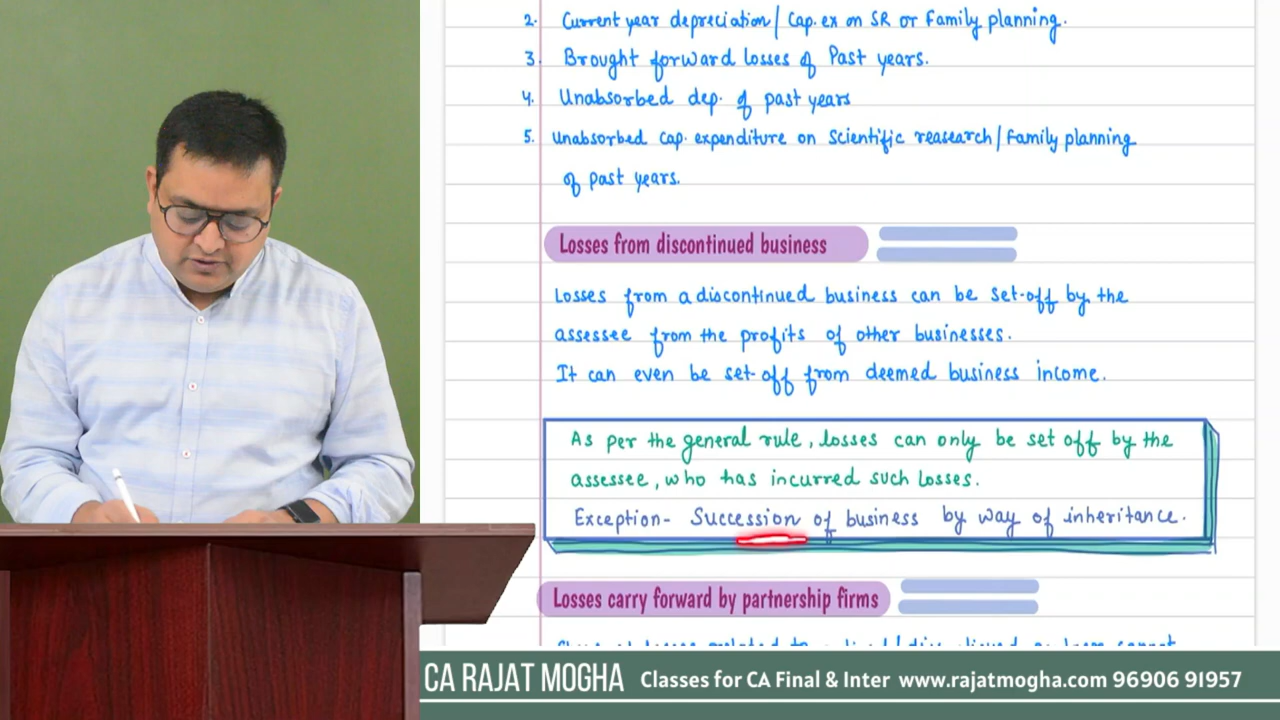 2. Current year depreciation / Cap. ex on SR or Family planning.
3. Brought forward losses of Past years.
4. Unabsorbed dep. of past years
5. Unabsorbed cap. expenditure on Scientific reasearch / Family planning
of past years.
Losses from discontinued business
Losses from a discontinued business can be set-off by the
assessee from the profits of other businesses.
It can even be set-off from deemed business income.
As per the general rule, losses can only be set off by the
assessee, who has incurred such losses.
Exception- Succession of business by way of inheritance.
Losses carry forward by partnership firms
CA RAJAT MOGHA Classes for CA Final & Inter www.rajatmogha.com 96906 91957